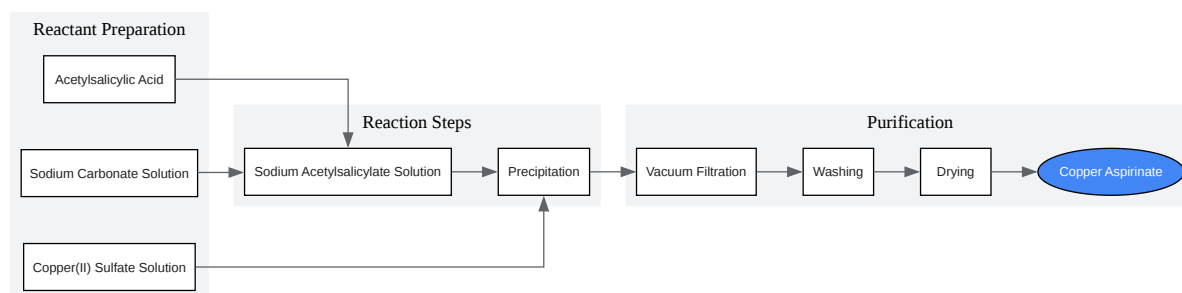 Reactant Preparation
Acetylsalicylic Acid
Sodium Carbonate Solution
Copper(II) Sulfate Solution
Reaction Steps
Sodium Acetylsalicylate Solution
Precipitation
Purification
Vacuum Filtration
Washing
Drying
Copper Aspirinate